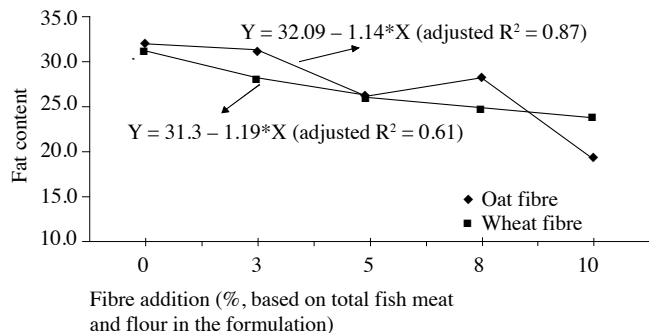 35.0
Y = 32.09 – 1.14*X (adjusted R² = 0.87)
30.0
25.0
Y = 31.3 – 1.19*X (adjusted R² = 0.61)
20.0
15.0
10.0
Fat content
Oat fibre
Wheat fibre
0 3 5 8 10
Fibre addition (%, based on total fish meat
and flour in the formulation)